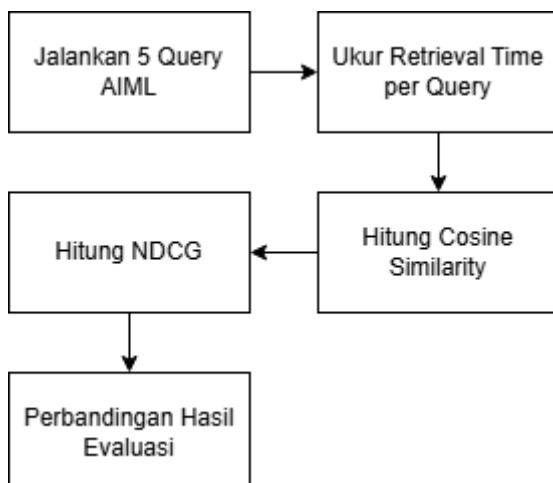 Jalankan 5 Query
AIML
Ukur Retrieval Time
per Query
Hitung Cosine
Similarity
Hitung NDCG
Perbandingan Hasil
Evaluasi